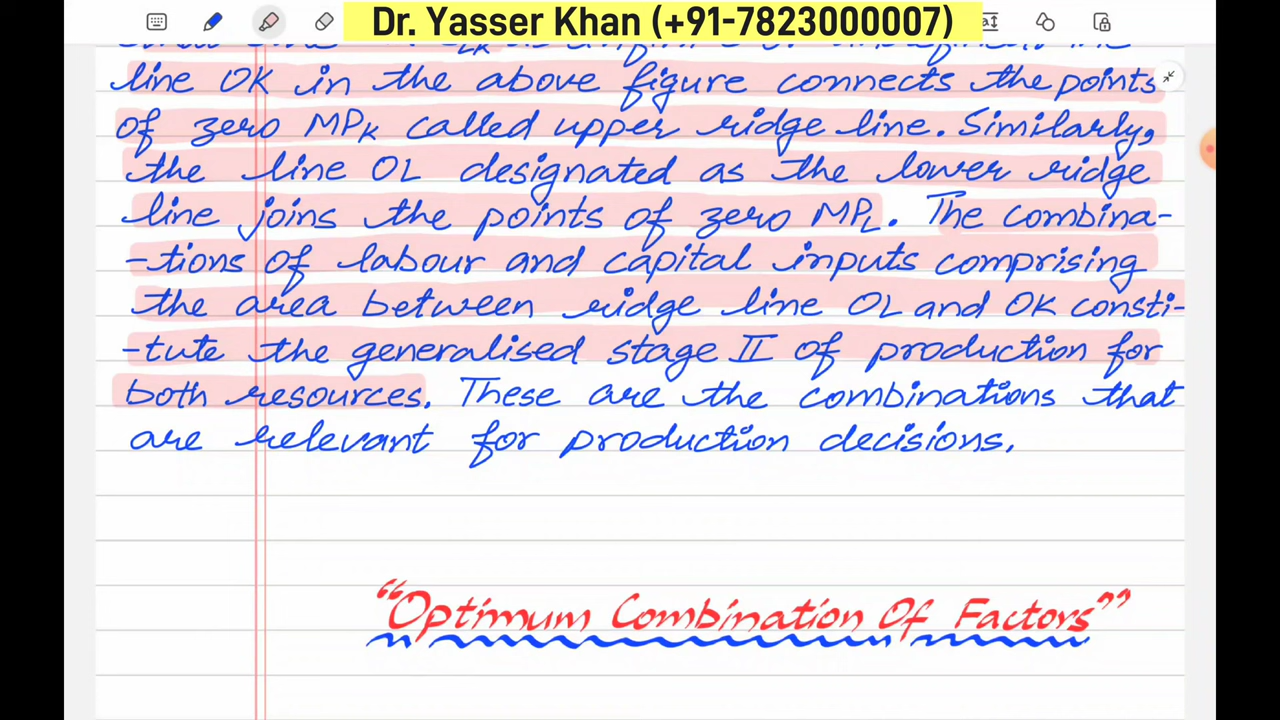 Dr. Yasser Khan (+91-7823000007)
line OK in the above figure connects the points
of zero MPK called upper ridge line. Similarly,
the line OL designated as the lower ridge
line joins the points of zero MPL. The combina-
-tions of labour and capital inputs comprising
the area between ridge line OL and OK consti-
-tute the generalised stage II of production for
both resources. These are the combinations that
are relevant for production decisions.
"Optimum Combination Of Factors"